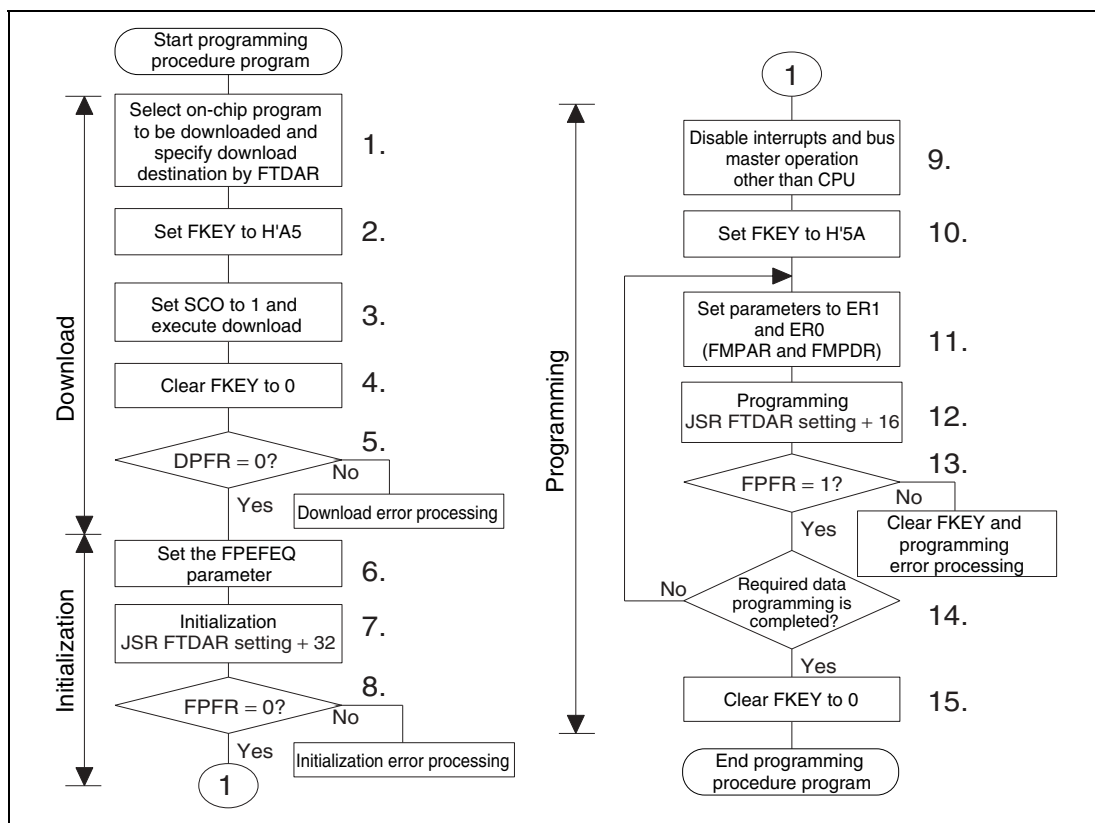 Start programming
procedure program
Download
Select on-chip program
to be downloaded and
specify download
destination by FTDAR
1.
Set FKEY to H'A5
2.
Set SCO to 1 and
execute download
3.
Clear FKEY to 0
4.
DPFR = 0?
5.
No
Yes
Download error processing
Initialization
Set the FPEFEQ
parameter
6.
Initialization
JSR FTDAR setting + 32
7.
FPFR = 0?
8.
No
Yes
Initialization error processing
1
1
Programming
Disable interrupts and bus
master operation
other than CPU
9.
Set FKEY to H'5A
10.
Set parameters to ER1
and ER0
(FMPAR and FMPDR)
11.
Programming
JSR FTDAR setting + 16
12.
FPFR = 1?
13.
No
Yes
Clear FKEY and
programming
error processing
No
Required data
programming is
completed?
14.
Yes
Clear FKEY to 0
15.
End programming
procedure program